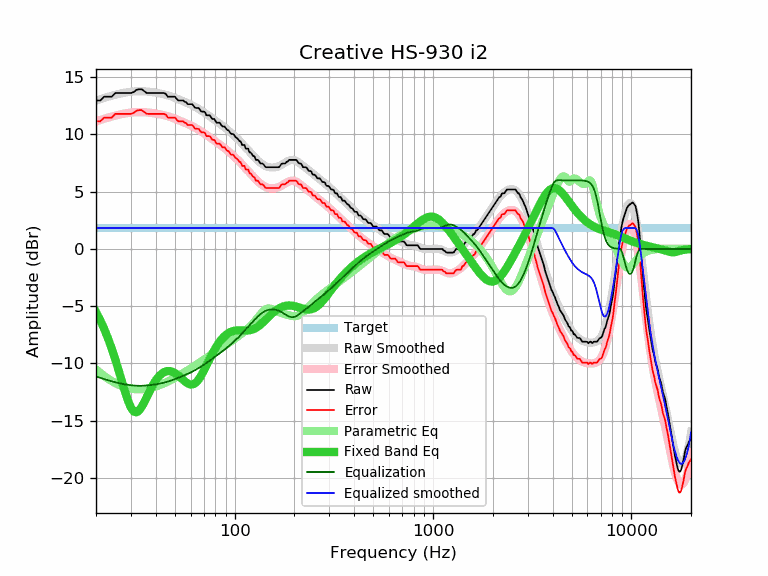 Creative HS-930 i2
15
10
5
0
−5
−10
−15
−20
Amplitude (dBr)
Target
Raw Smoothed
Error Smoothed
Raw
Error
Parametric Eq
Fixed Band Eq
Equalization
Equalized smoothed
100
1000
10000
Frequency (Hz)